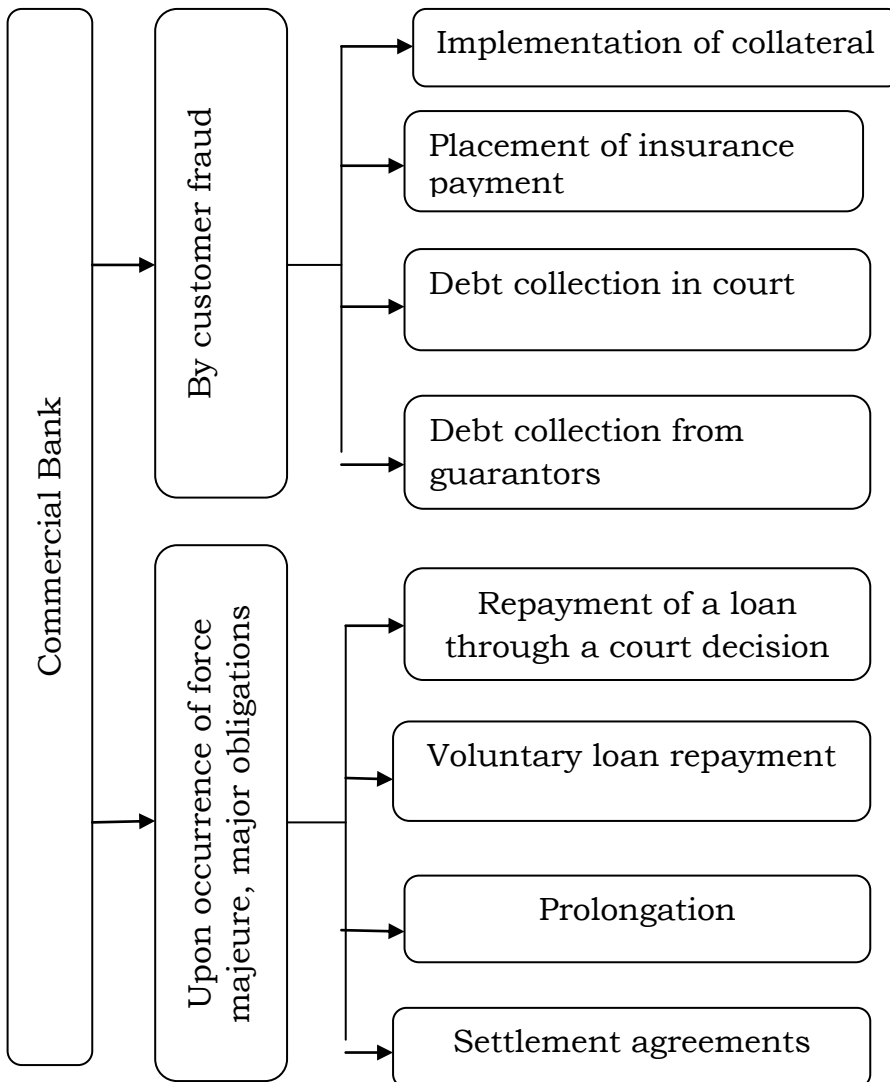 Commercial Bank
By customer fraud
Implementation of collateral
Placement of insurance
payment
Debt collection in court
Debt collection from
guarantors
Upon occurrence of force
majeure, major obligations
Repayment of a loan
through a court decision
Voluntary loan repayment
Prolongation
Settlement agreements